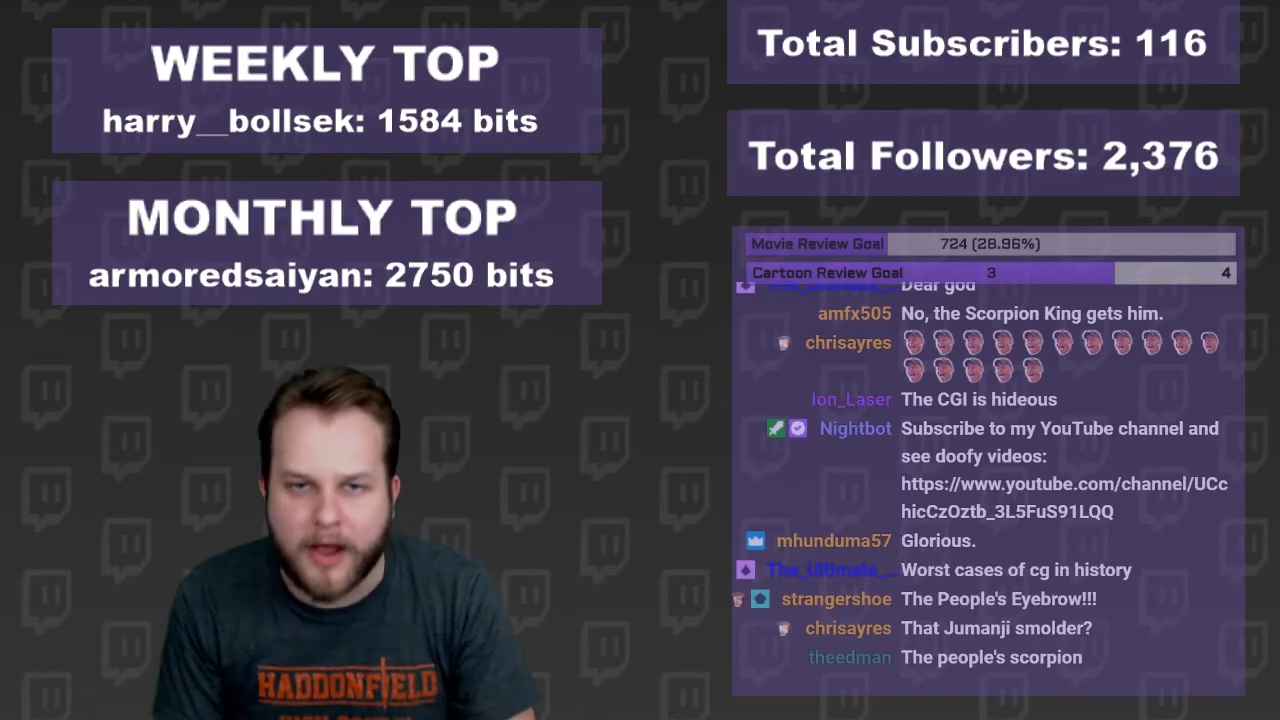 WEEKLY TOP
harry__bollsek: 1584 bits
MONTHLY TOP
armoredsaiyan: 2750 bits
Total Subscribers: 116
Total Followers: 2,376
Movie Review Goal 724 (28.96%)
Cartoon Review Goal 3 4
The_Ultimate_... Dear god
amfx505 No, the Scorpion King gets him.
chrisayres
Ion_Laser The CGI is hideous
Nightbot Subscribe to my YouTube channel and
see doofy videos:
https://www.youtube.com/channel/UCc
hicCzOztb_3L5FuS91LQQ
mhunduma57 Glorious.
The_Ultimate_... Worst cases of cg in history
strangershoe The People's Eyebrow!!!
chrisayres That Jumanji smolder?
theedman The people's scorpion
HADDONFIELD